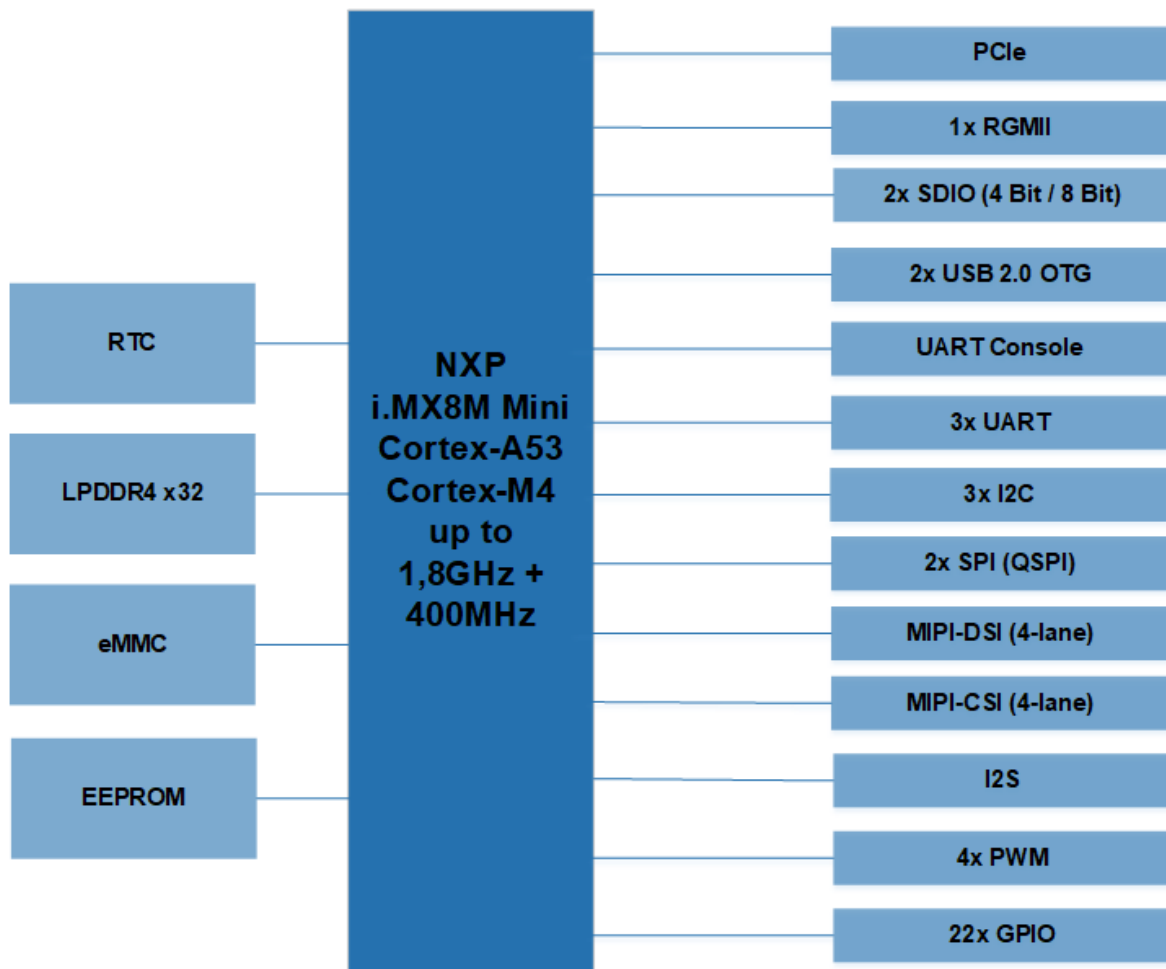 RTC
LPDDR4 x32
eMMC
EEPROM
NXP
i.MX8M Mini
Cortex-A53
Cortex-M4
up to
1,8GHz +
400MHz
PCIe
1x RGMII
2x SDIO (4 Bit / 8 Bit)
2x USB 2.0 OTG
UART Console
3x UART
3x I2C
2x SPI (QSPI)
MIPI-DSI (4-lane)
MIPI-CSI (4-lane)
I2S
4x PWM
22x GPIO